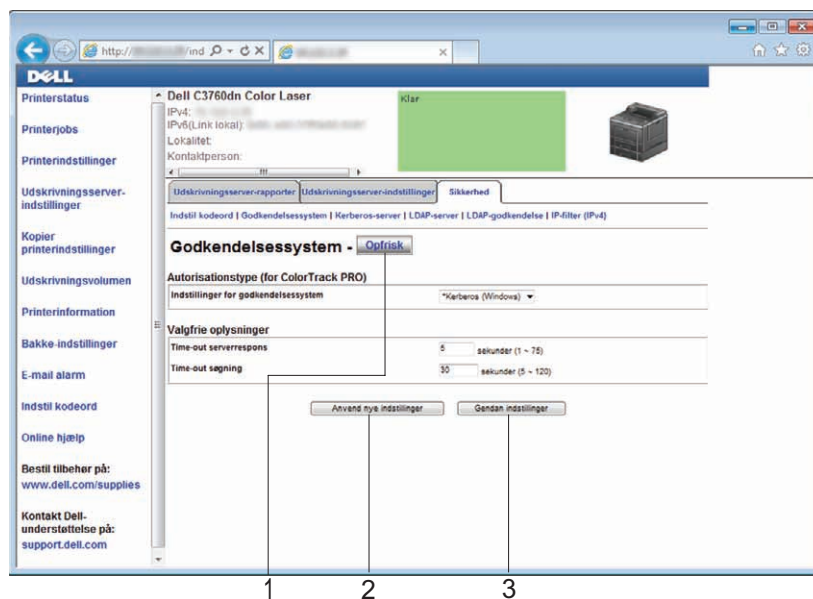 http:// /ind
DELL
Printerstatus
Printerjobs
Printerindstillinger
Udskrivningsserver-
indstillinger
Kopier
printerindstillinger
Udskrivningsvolumen
Printerinformation
Bakke-indstillinger
E-mail alarm
Indstil kodeord
Online hjælp
Bestil tilbehør på:
www.dell.com/supplies
Kontakt Dell-
understøttelse på:
support.dell.com
Dell C3760dn Color Laser
IPv4:
IPv6(Link lokal):
Lokalitet:
Kontaktperson:
Klar
Udskrivningsserver-rapporter Udskrivningsserver-indstillinger Sikkerhed
Indstil kodeord | Godkendelsessystem | Kerberos-server | LDAP-server | LDAP-godkendelse | IP-filter (IPv4)
Godkendelsessystem - Opfrisk
Autorisationstype (for ColorTrack PRO)
Indstillinger for godkendelsessystem *Kerberos (Windows)
Valgfrie oplysninger
Time-out serverrespons 5 sekunder (1 ~ 75)
Time-out søgning 30 sekunder (5 ~ 120)
Anvend nye indstillinger Gendan indstillinger
1 2 3